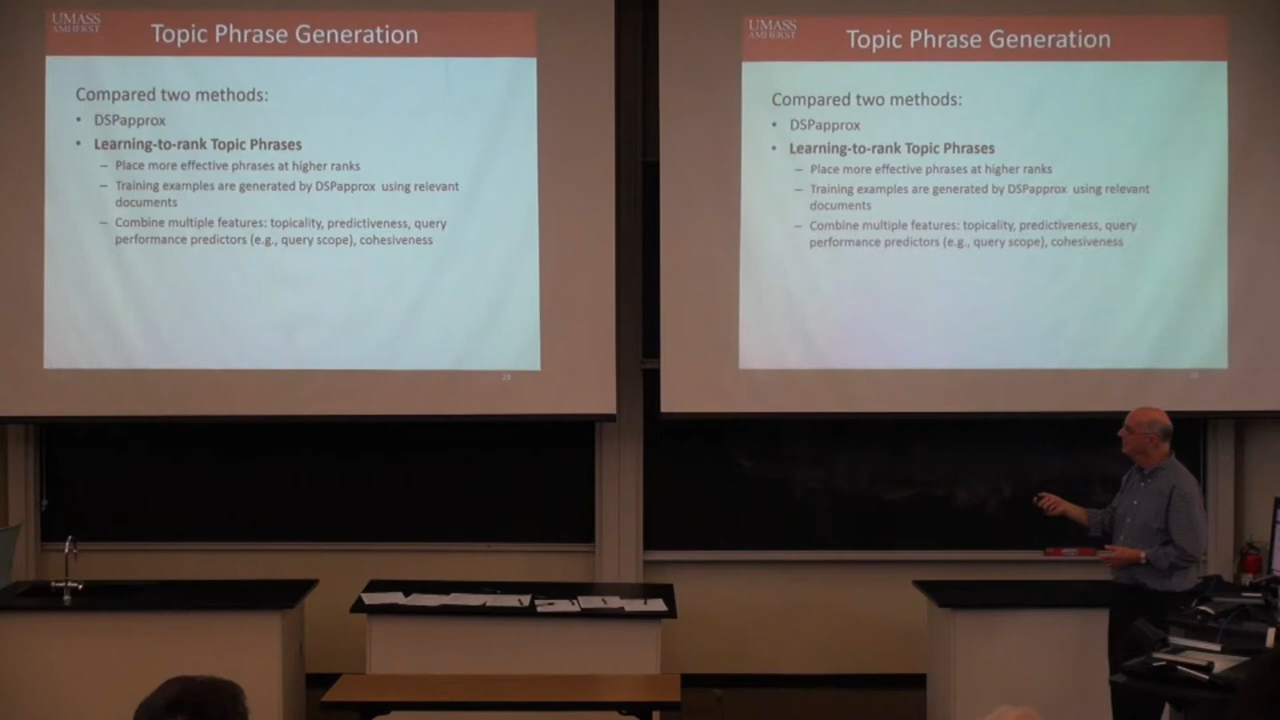 UMASS
AMHERST
Topic Phrase Generation
Compared two methods:
• DSPapprox
• Learning-to-rank Topic Phrases
– Place more effective phrases at higher ranks
– Training examples are generated by DSPapprox using relevant
documents
– Combine multiple features: topicality, predictiveness, query
performance predictors (e.g., query scope), cohesiveness
UMASS
AMHERST
Topic Phrase Generation
Compared two methods:
• DSPapprox
• Learning-to-rank Topic Phrases
– Place more effective phrases at higher ranks
– Training examples are generated by DSPapprox using relevant
documents
– Combine multiple features: topicality, predictiveness, query
performance predictors (e.g., query scope), cohesiveness